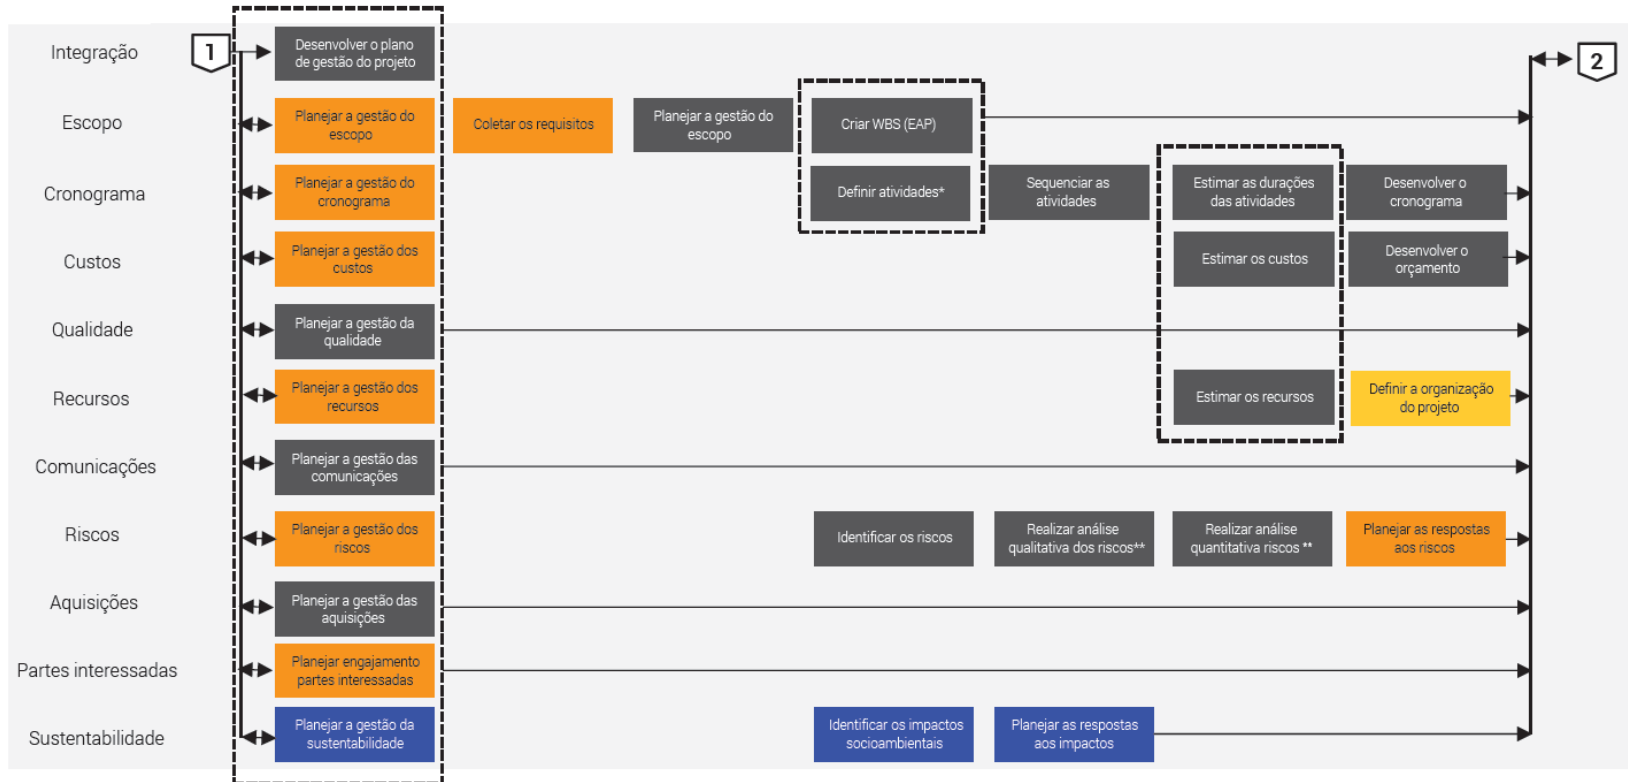 Integração
1
Desenvolver o plano
de gestão do projeto
2
Escopo
Planejar a gestão do
escopo
Coletar os requisitos
Planejar a gestão do
escopo
Criar WBS (EAP)
Cronograma
Planejar a gestão do
cronograma
Definir atividades*
Sequenciar as
atividades
Estimar as durações
das atividades
Desenvolver o
cronograma
Custos
Planejar a gestão dos
custos
Estimar os custos
Desenvolver o
orçamento
Qualidade
Planejar a gestão da
qualidade
Recursos
Planejar a gestão dos
recursos
Estimar os recursos
Definir a organização
do projeto
Comunicações
Planejar a gestão das
comunicações
Riscos
Planejar a gestão dos
riscos
Identificar os riscos
Realizar análise
qualitativa dos riscos**
Realizar análise
quantitativa riscos **
Planejar as respostas
aos riscos
Aquisições
Planejar a gestão das
aquisições
Partes interessadas
Planejar engajamento
partes interessadas
Sustentabilidade
Planejar a gestão da
sustentabilidade
Identificar os impactos
socioambientais
Planejar as respostas
aos impactos